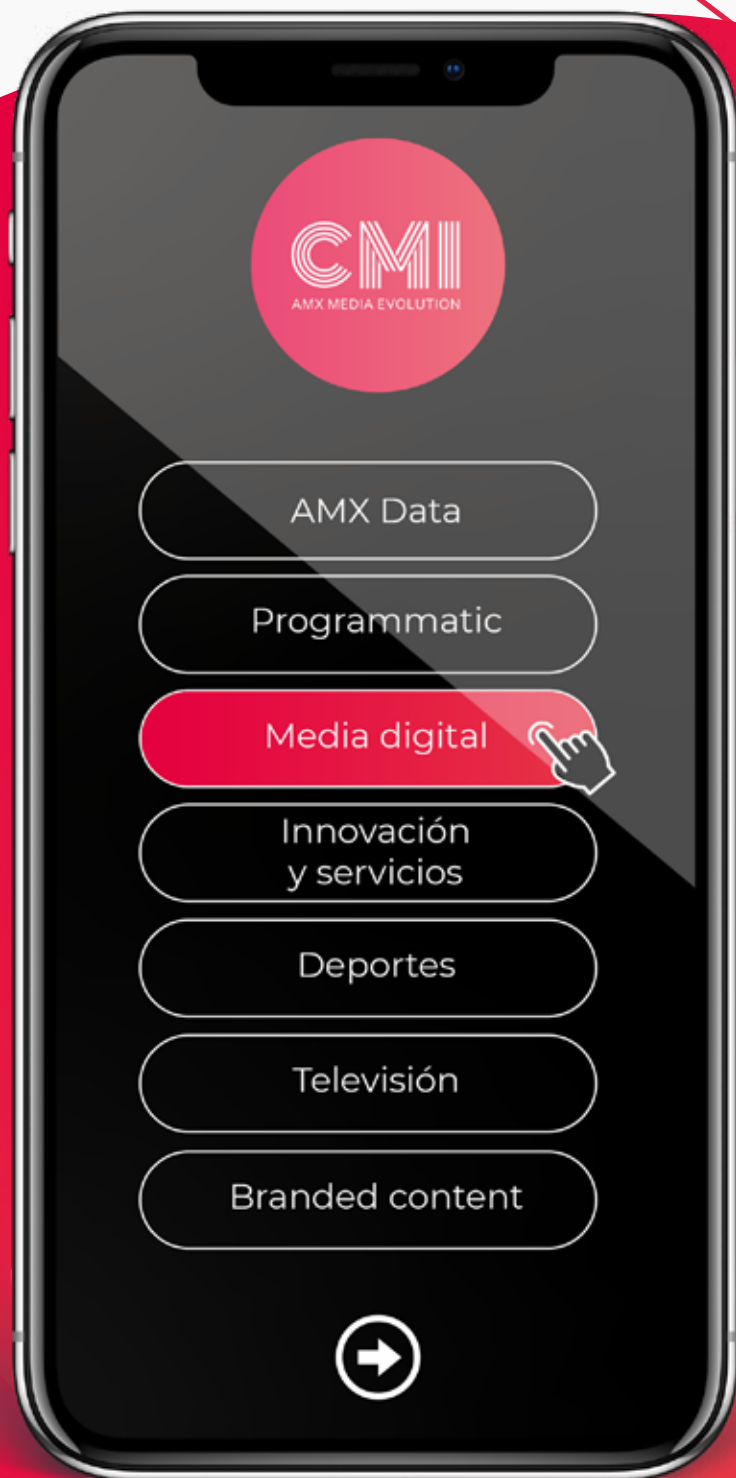 CMI
AMX MEDIA EVOLUTION
AMX Data
Programmatic
Media digital
Innovación
y servicios
Deportes
Televisión
Branded content